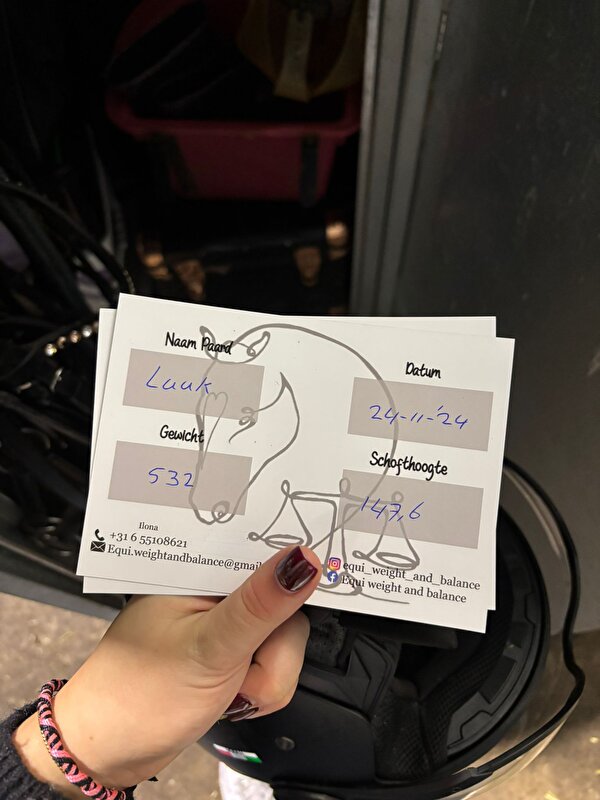 Naam Paard
Luuk
Datum
24-11-'24
Gewicht
532
Schofthoogte
147,6
Ilona
+31 6 55108621
Equi.weightandbalance@gmail
equi_weight_and_balance
Equi weight and balance